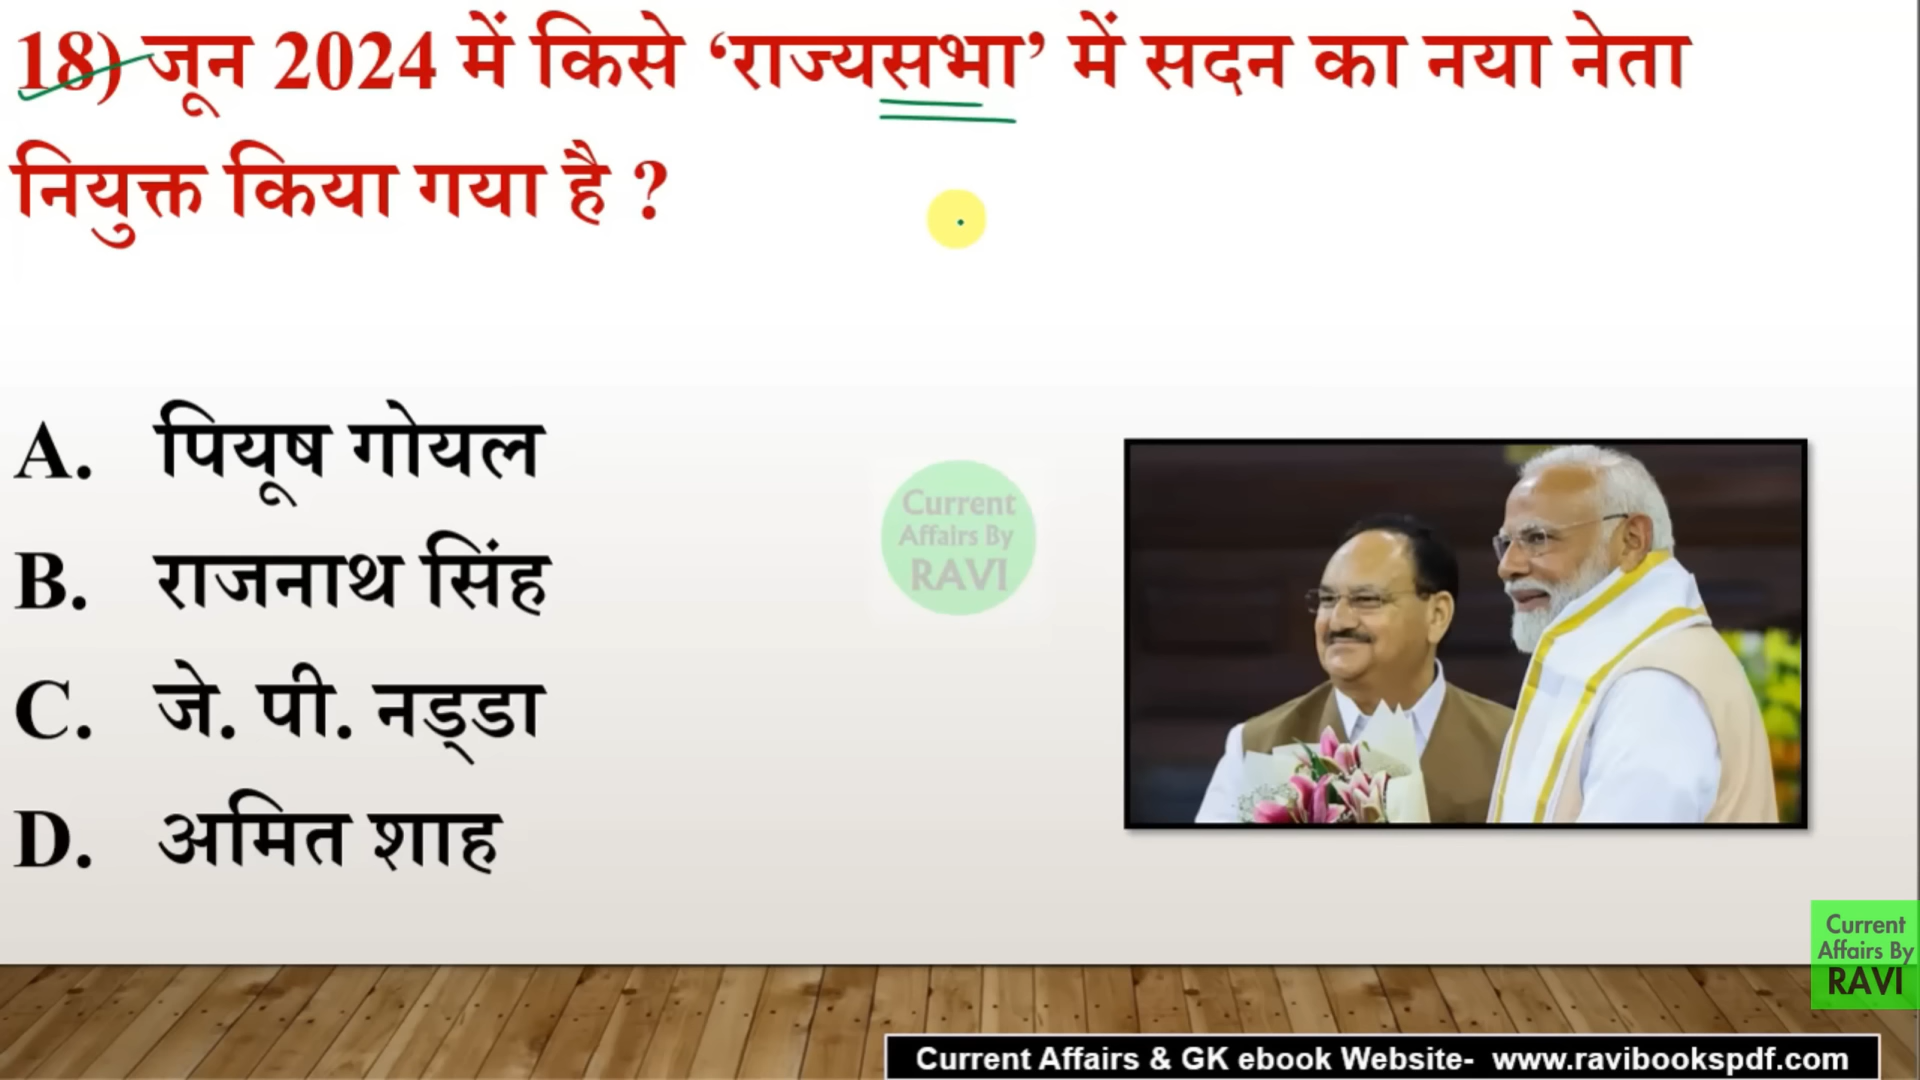 18) जून 2024 में किसे ‘राज्यसभा’ में सदन का नया नेता
नियुक्त किया गया है ?
A. पियूष गोयल
B. राजनाथ सिंह
C. जे. पी. नड्डा
D. अमित शाह
Current
Affairs By
RAVI
Current
Affairs By
RAVI
Current Affairs & GK ebook Website- www.ravibookspdf.com